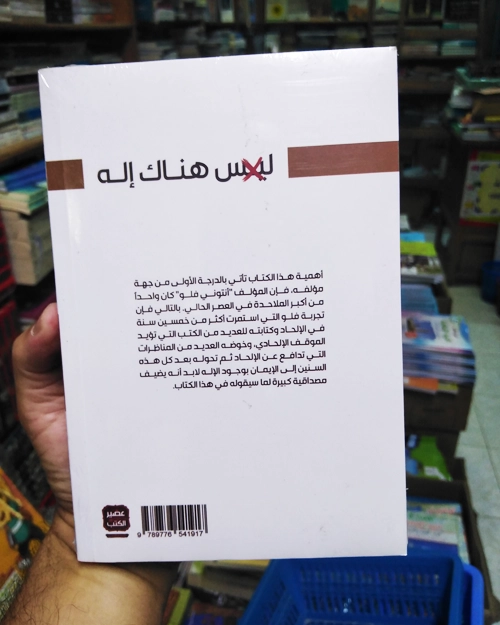 ليس هناك إله
أهمية هذا الكتاب تأتي بالدرجة الأولى من جهة
مؤلفه، فإن المؤلف "أنتوني فلو" كان واحداً
من أكبر الملاحدة في العصر الحالي. بالتالي فإن
تجربة فلو التي استمرت أكثر من خمسين سنة
في الإلحاد وكتابته للعديد من الكتب التي تؤيد
الموقف الإلحادي، وخوضه العديد من المناظرات
التي تدافع عن الإلحاد ثم تحوله بعد كل هذه
السنين إلى الإيمان بوجود الإله لابد أنه يضيف
مصداقية كبيرة لما سيقوله في هذا الكتاب.
عصير
الكتب
9 789776 541917